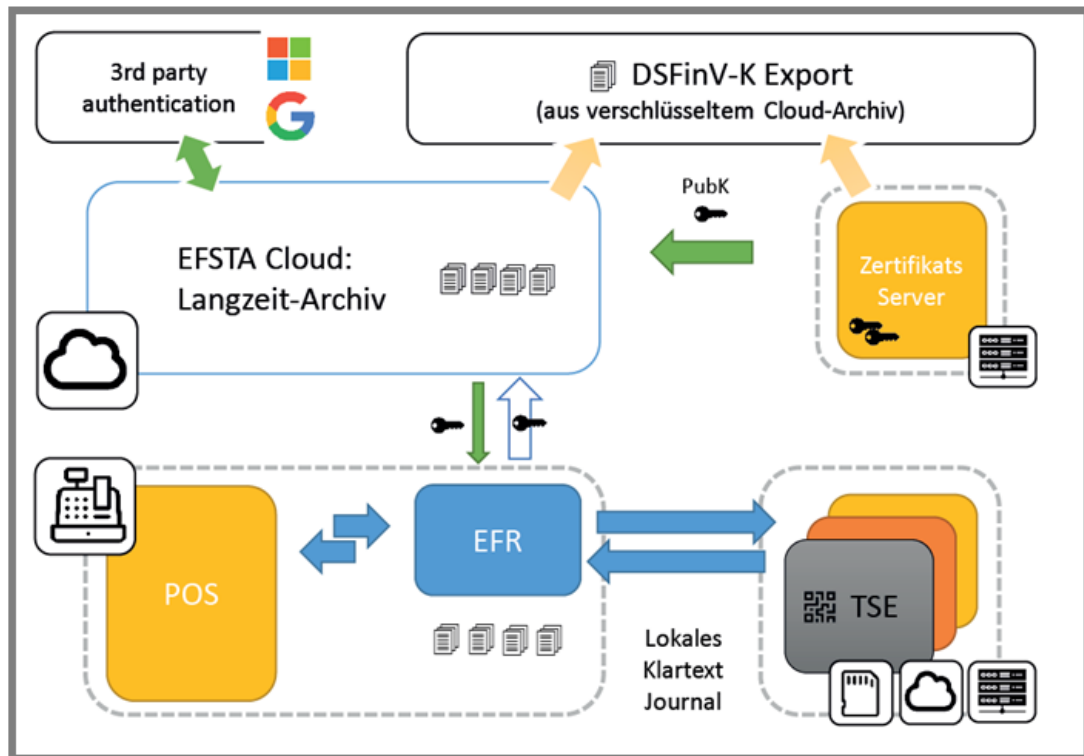 3rd party
authentication
DSFinV-K Export
(aus verschlüsseltem Cloud-Archiv)
PubK
EFSTA Cloud:
Langzeit-Archiv
Zertifikats
Server
POS
EFR
TSE
Lokales
Klartext
Journal